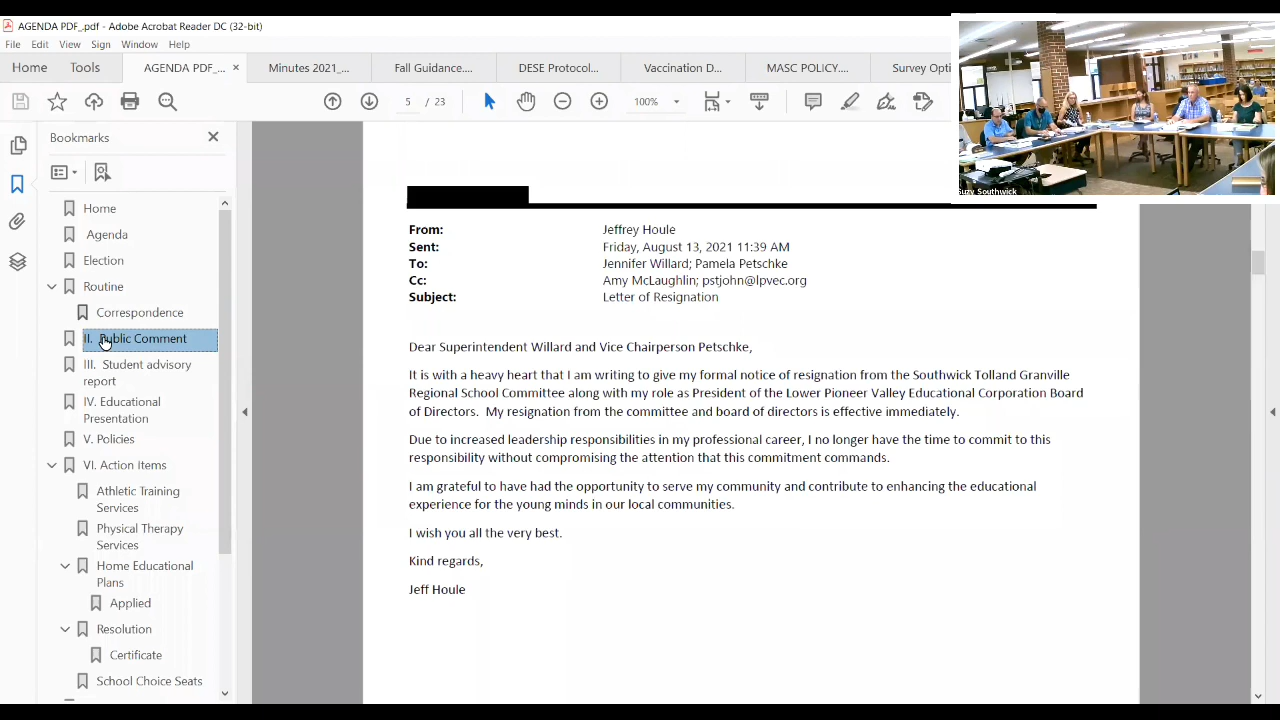 AGENDA PDF_.pdf - Adobe Acrobat Reader DC (32-bit)
File Edit View Sign Window Help
Home Tools AGENDA PDF_... × Minutes 2021_... Fall Guidance.... DESE Protocol... Vaccination D... MASC POLICY.... Survey Opti
5 / 23 100%
Bookmarks
Home
Agenda
Election
Routine
Correspondence
II. Public Comment
III. Student advisory
report
IV. Educational
Presentation
V. Policies
VI. Action Items
Athletic Training
Services
Physical Therapy
Services
Home Educational
Plans
Applied
Resolution
Certificate
School Choice Seats
Suzy Southwick
From: Jeffrey Houle
Sent: Friday, August 13, 2021 11:39 AM
To: Jennifer Willard; Pamela Petschke
Cc: Amy McLaughlin; pstjohn@lpvec.org
Subject: Letter of Resignation
Dear Superintendent Willard and Vice Chairperson Petschke,
It is with a heavy heart that I am writing to give my formal notice of resignation from the Southwick Tolland Granville
Regional School Committee along with my role as President of the Lower Pioneer Valley Educational Corporation Board
of Directors. My resignation from the committee and board of directors is effective immediately.
Due to increased leadership responsibilities in my professional career, I no longer have the time to commit to this
responsibility without compromising the attention that this commitment commands.
I am grateful to have had the opportunity to serve my community and contribute to enhancing the educational
experience for the young minds in our local communities.
I wish you all the very best.
Kind regards,
Jeff Houle